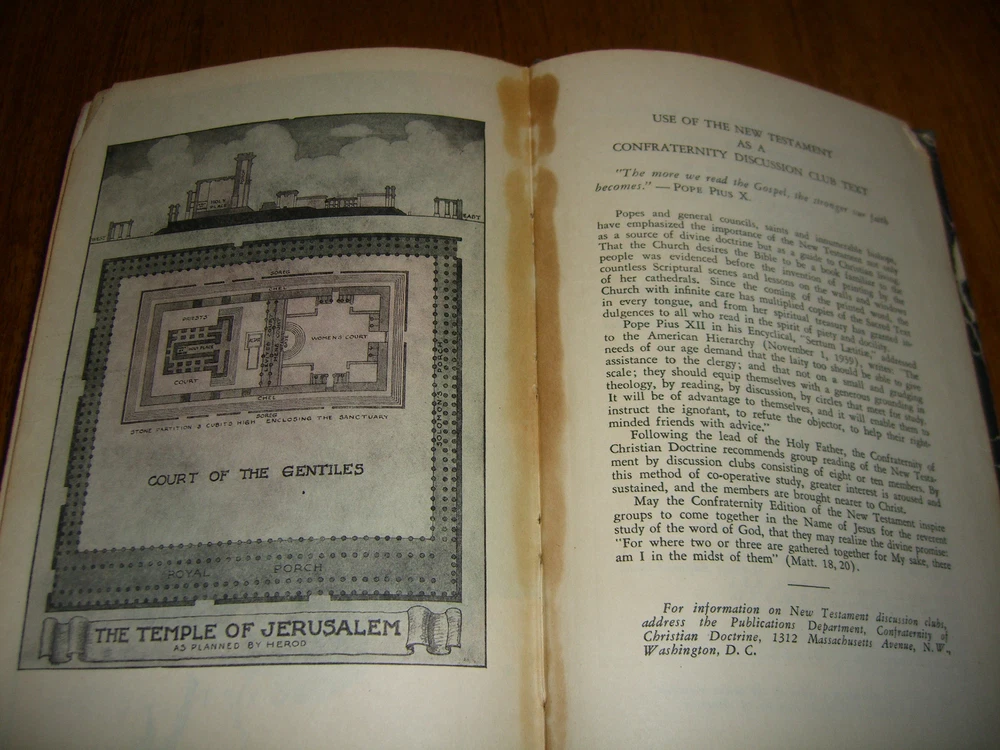 HOLY PLACE
WEST
SOREG
CHEL
PRIESTS
HOLY PLACE
WOMEN'S COURT
COURT
CHEL
SOREG
STONE PARTITION 3 CUBITS HIGH - ENCLOSING THE SANCTUARY
SOLOMON'S
COURT OF THE GENTILES
ROYAL PORCH
THE TEMPLE OF JERUSALEM
AS PLANNED BY HEROD
USE OF THE NEW TESTAMENT
AS A
CONFRATERNITY DISCUSSION CLUB TEXT
"The more we read the Gospel, the stronger our faith
becomes." — POPE PIUS X.
Popes and general councils, saints and innumerable bishops,
have emphasized the importance of the New Testament not only
as a source of divine doctrine but as a guide to Christian living.
That the Church desires the Bible to be a book familiar to the
people was evidenced before the invention of printing by the
countless Scriptural scenes and lessons on the walls and windows
of her cathedrals. Since the coming of the printed word, the
Church with infinite care has multiplied copies of the Sacred Text
in every tongue, and from her spiritual treasury has granted in-
dulgences to all who read in the spirit of piety and docility.
Pope Pius XII in his Encyclical, "Sertum Laetitiae," addressed
to the American Hierarchy (November 1, 1939), writes: "The
needs of our age demand that the laity too should be able to give
assistance to the clergy; and that not on a small and grudging
scale; they should equip themselves with a generous grounding in
theology, by reading, by discussion, by circles that meet for study.
It will be of advantage to themselves, and it will enable them to
instruct the ignorant, to refute the objector, to help their right-
minded friends with advice."
Following the lead of the Holy Father, the Confraternity of
Christian Doctrine recommends group reading of the New Testa-
ment by discussion clubs consisting of eight or ten members. By
this method of co-operative study, greater interest is aroused and
sustained, and the members are brought nearer to Christ.
May the Confraternity Edition of the New Testament inspire
groups to come together in the Name of Jesus for the reverent
study of the word of God, that they may realize the divine promise:
"For where two or three are gathered together for My sake, there
am I in the midst of them" (Matt. 18, 20).
For information on New Testament discussion clubs,
address the Publications Department, Confraternity of
Christian Doctrine, 1312 Massachusetts Avenue, N.W.,
Washington, D. C.